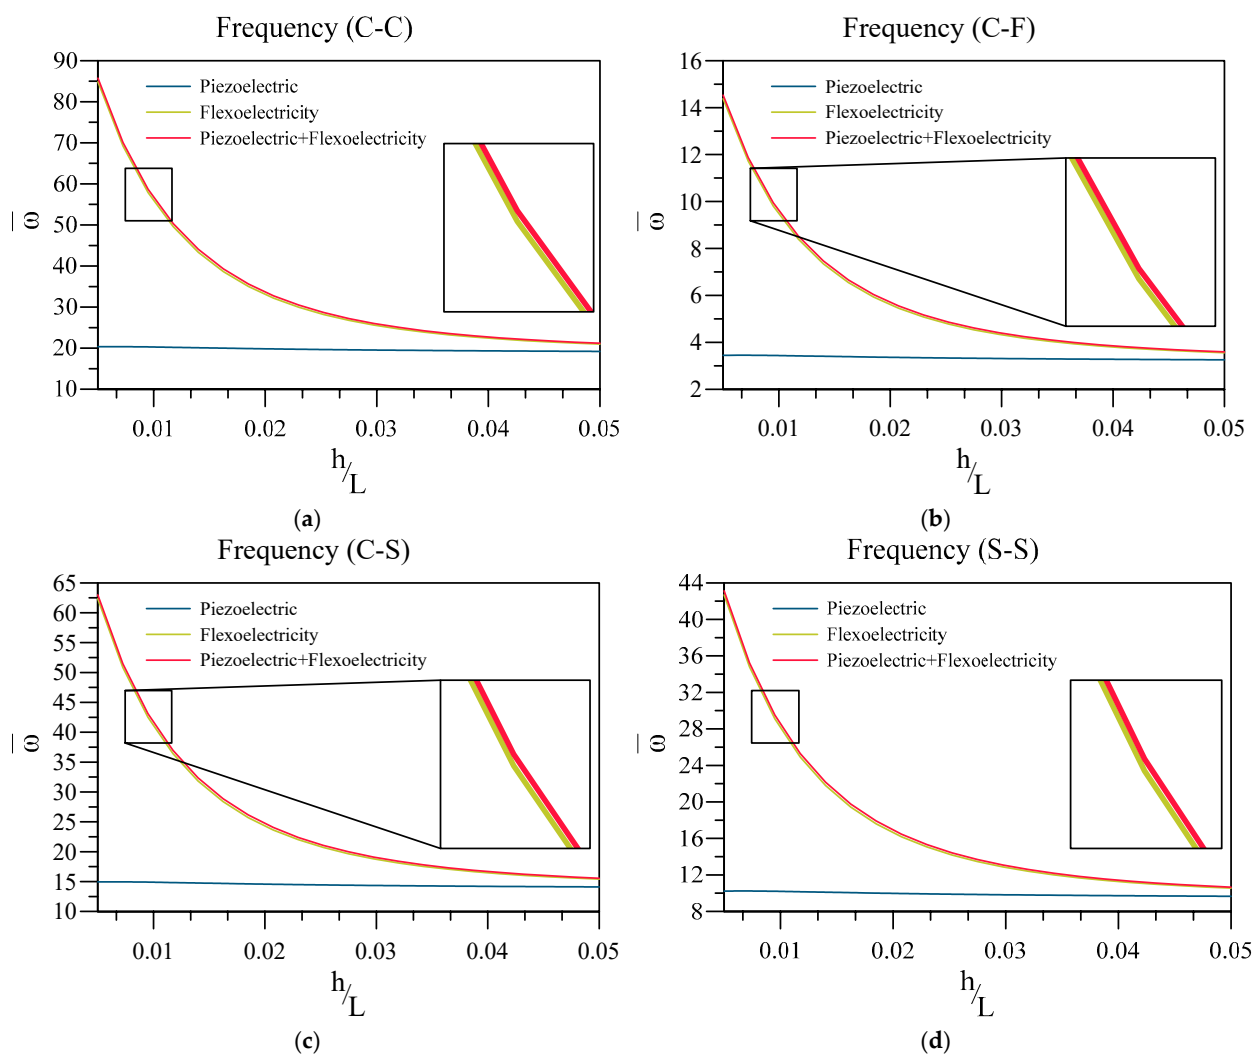 Frequency (C-C)
90
80
70
60
50
40
30
20
10
Piezoelectric
Flexoelectricity
Piezoelectric+Flexoelectricity
ω̅
0.01 0.02 0.03 0.04 0.05
h/L
(a)
Frequency (C-F)
16
14
12
10
8
6
4
2
Piezoelectric
Flexoelectricity
Piezoelectric+Flexoelectricity
ω̅
0.01 0.02 0.03 0.04 0.05
h/L
(b)
Frequency (C-S)
65
60
55
50
45
40
35
30
25
20
15
10
Piezoelectric
Flexoelectricity
Piezoelectric+Flexoelectricity
ω̅
0.01 0.02 0.03 0.04 0.05
h/L
(c)
Frequency (S-S)
44
40
36
32
28
24
20
16
12
8
Piezoelectric
Flexoelectricity
Piezoelectric+Flexoelectricity
ω̅
0.01 0.02 0.03 0.04 0.05
h/L
(d)